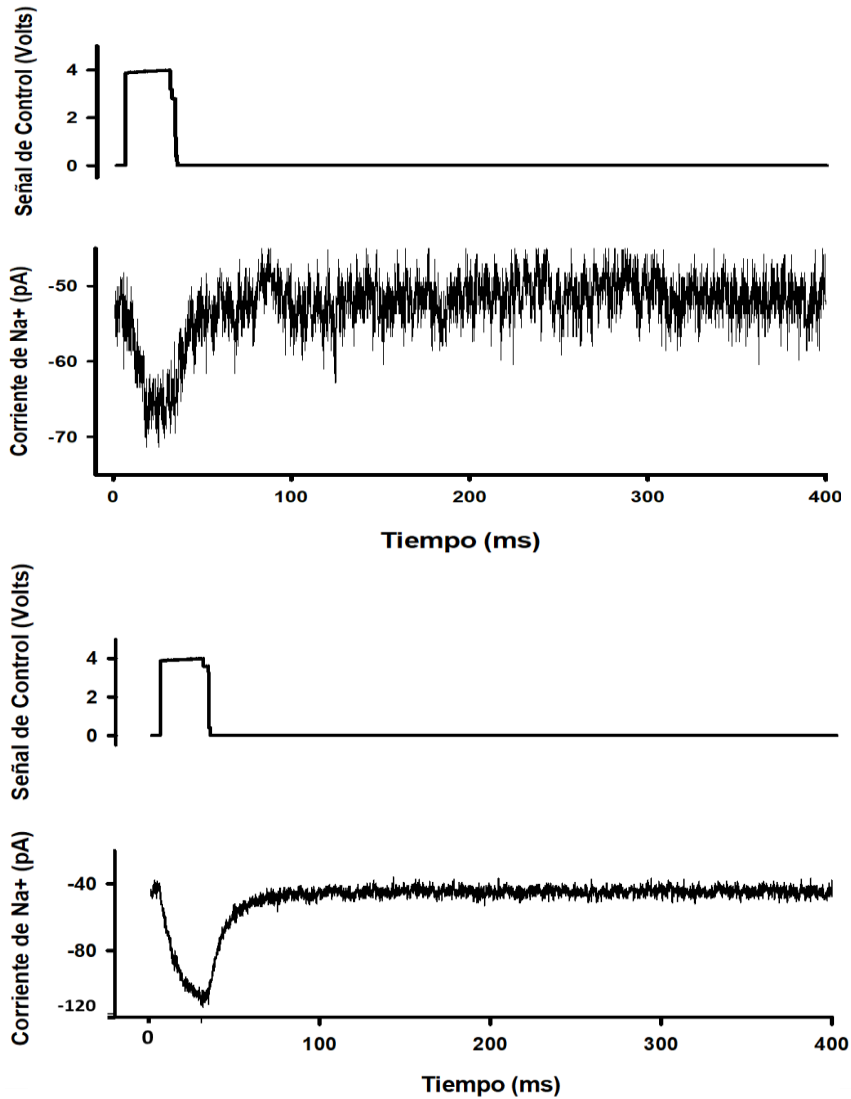 Señal de Control (Volts)
4
2
0
Corriente de Na+ (pA)
-50
-60
-70
0 100 200 300 400
Tiempo (ms)
Señal de Control (Volts)
4
2
0
Corriente de Na+ (pA)
-40
-80
-120
0 100 200 300 400
Tiempo (ms)